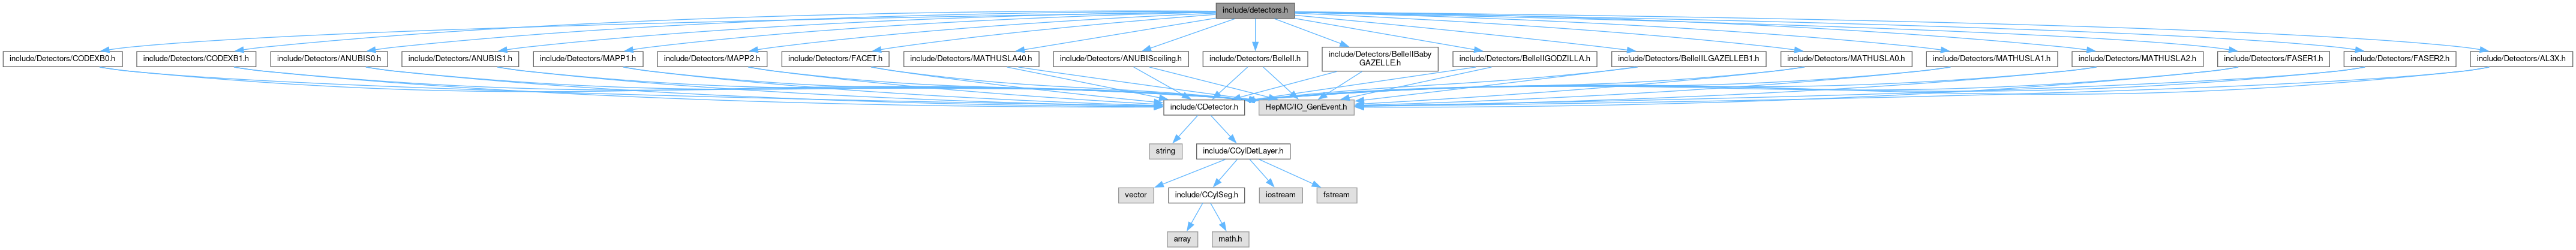 include/detectors.h
include/Detectors/CODEXB0.h
include/Detectors/CODEXB1.h
include/Detectors/ANUBIS0.h
include/Detectors/ANUBIS1.h
include/Detectors/MAPP1.h
include/Detectors/MAPP2.h
include/Detectors/FACET.h
include/Detectors/MATHUSLA40.h
include/Detectors/ANUBISceiling.h
include/Detectors/BelleII.h
include/Detectors/BelleIIBaby
GAZELLE.h
include/Detectors/BelleIIGODZILLA.h
include/Detectors/BelleIILGAZELLEB1.h
include/Detectors/MATHUSLA0.h
include/Detectors/MATHUSLA1.h
include/Detectors/MATHUSLA2.h
include/Detectors/FASER1.h
include/Detectors/FASER2.h
include/Detectors/AL3X.h
include/CDetector.h
HepMC/IO_GenEvent.h
string
include/CCylDetLayer.h
vector
include/CCylSeg.h
iostream
fstream
array
math.h